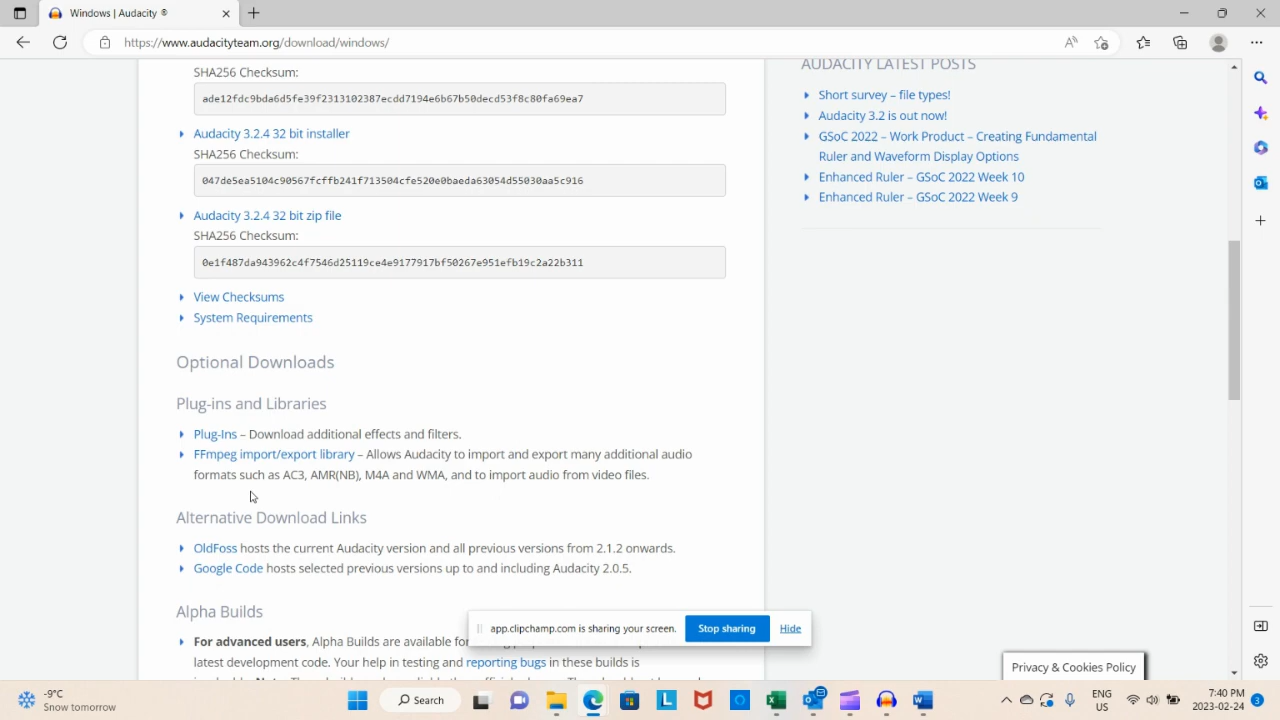 Windows | Audacity ®
https://www.audacityteam.org/download/windows/
SHA256 Checksum:
ade12fdc9bda6d5fe39f2313102387ecdd7194e6b67b50decd53f8c80fa69ea7
Audacity 3.2.4 32 bit installer
SHA256 Checksum:
047de5ea5104c90567fcffb241f713504cfe520e0baeda63054d55030aa5c916
Audacity 3.2.4 32 bit zip file
SHA256 Checksum:
0e1f487da943962c4f7546d25119ce4e9177917bf50267e951efb19c2a22b311
View Checksums
System Requirements
Optional Downloads
Plug-ins and Libraries
Plug-Ins – Download additional effects and filters.
FFmpeg import/export library – Allows Audacity to import and export many additional audio
formats such as AC3, AMR(NB), M4A and WMA, and to import audio from video files.
Alternative Download Links
OldFoss hosts the current Audacity version and all previous versions from 2.1.2 onwards.
Google Code hosts selected previous versions up to and including Audacity 2.0.5.
Alpha Builds
For advanced users, Alpha Builds are available for
latest development code. Your help in testing and reporting bugs in these builds is
AUDACITY LATEST POSTS
Short survey – file types!
Audacity 3.2 is out now!
GSoC 2022 – Work Product – Creating Fundamental
Ruler and Waveform Display Options
Enhanced Ruler – GSoC 2022 Week 10
Enhanced Ruler – GSoC 2022 Week 9
app.clipchamp.com is sharing your screen.
Stop sharing
Hide
Privacy & Cookies Policy
-9°C
Snow tomorrow
Search
ENG
US
7:40 PM
2023-02-24
3